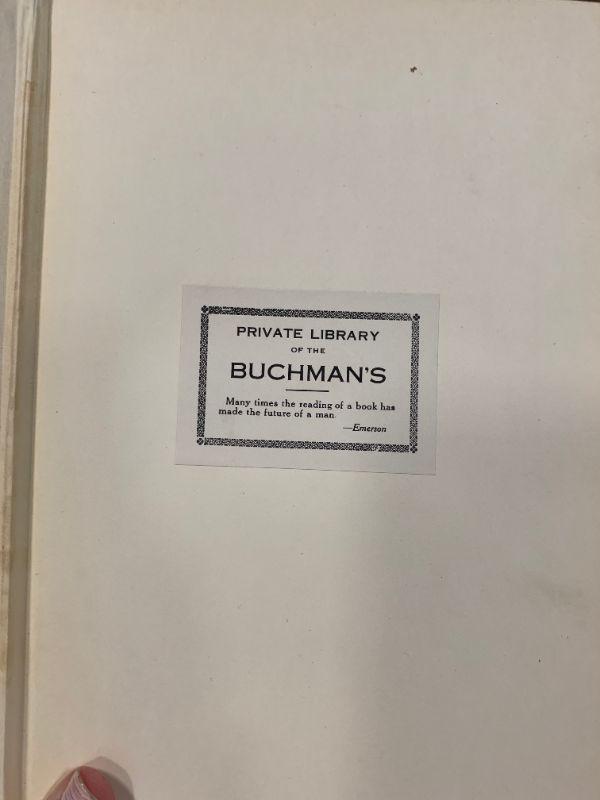 PRIVATE LIBRARY
OF THE
BUCHMAN'S
Many times the reading of a book has
made the future of a man.
—Emerson